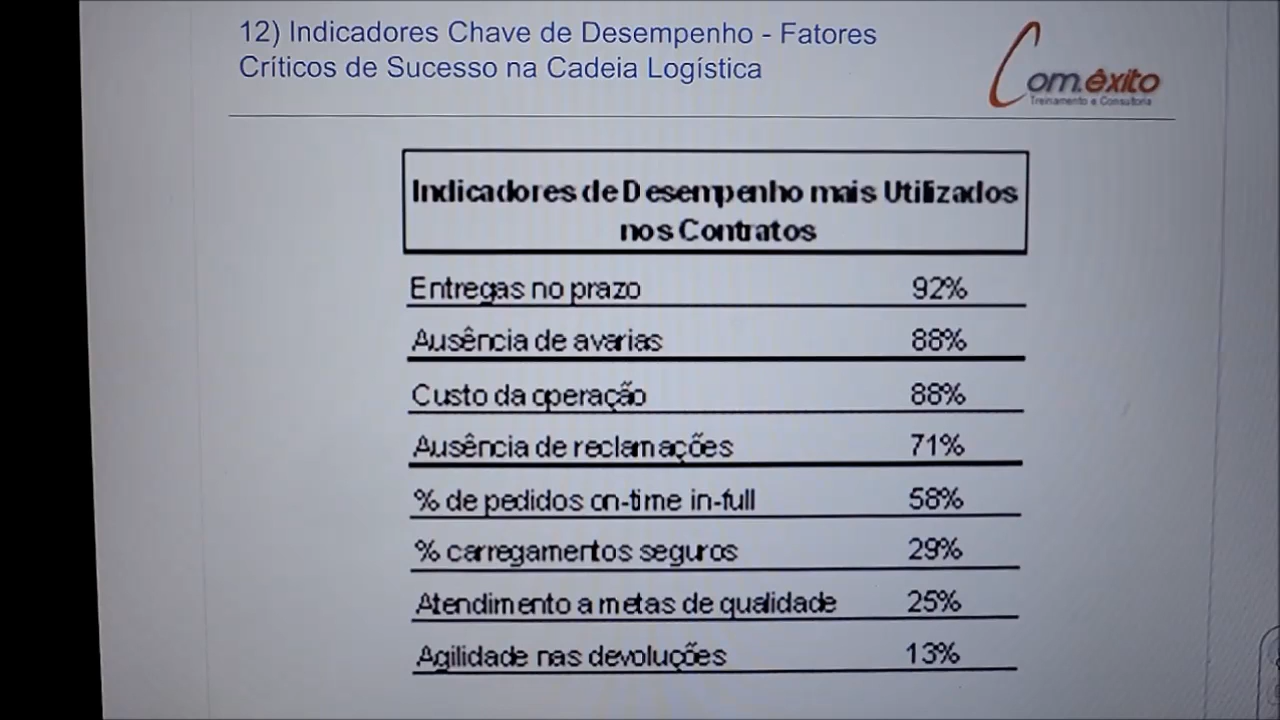 12) Indicadores Chave de Desempenho - Fatores
Críticos de Sucesso na Cadeia Logística
Com.êxito
Treinamento e Consultoria
Indicadores de Desempenho mais Utilizados
nos Contratos
Entregas no prazo 92%
Ausência de avarias 88%
Custo da operação 88%
Ausência de reclamações 71%
% de pedidos on-time in-full 58%
% carregamentos seguros 29%
Atendimento a metas de qualidade 25%
Agilidade nas devoluções 13%